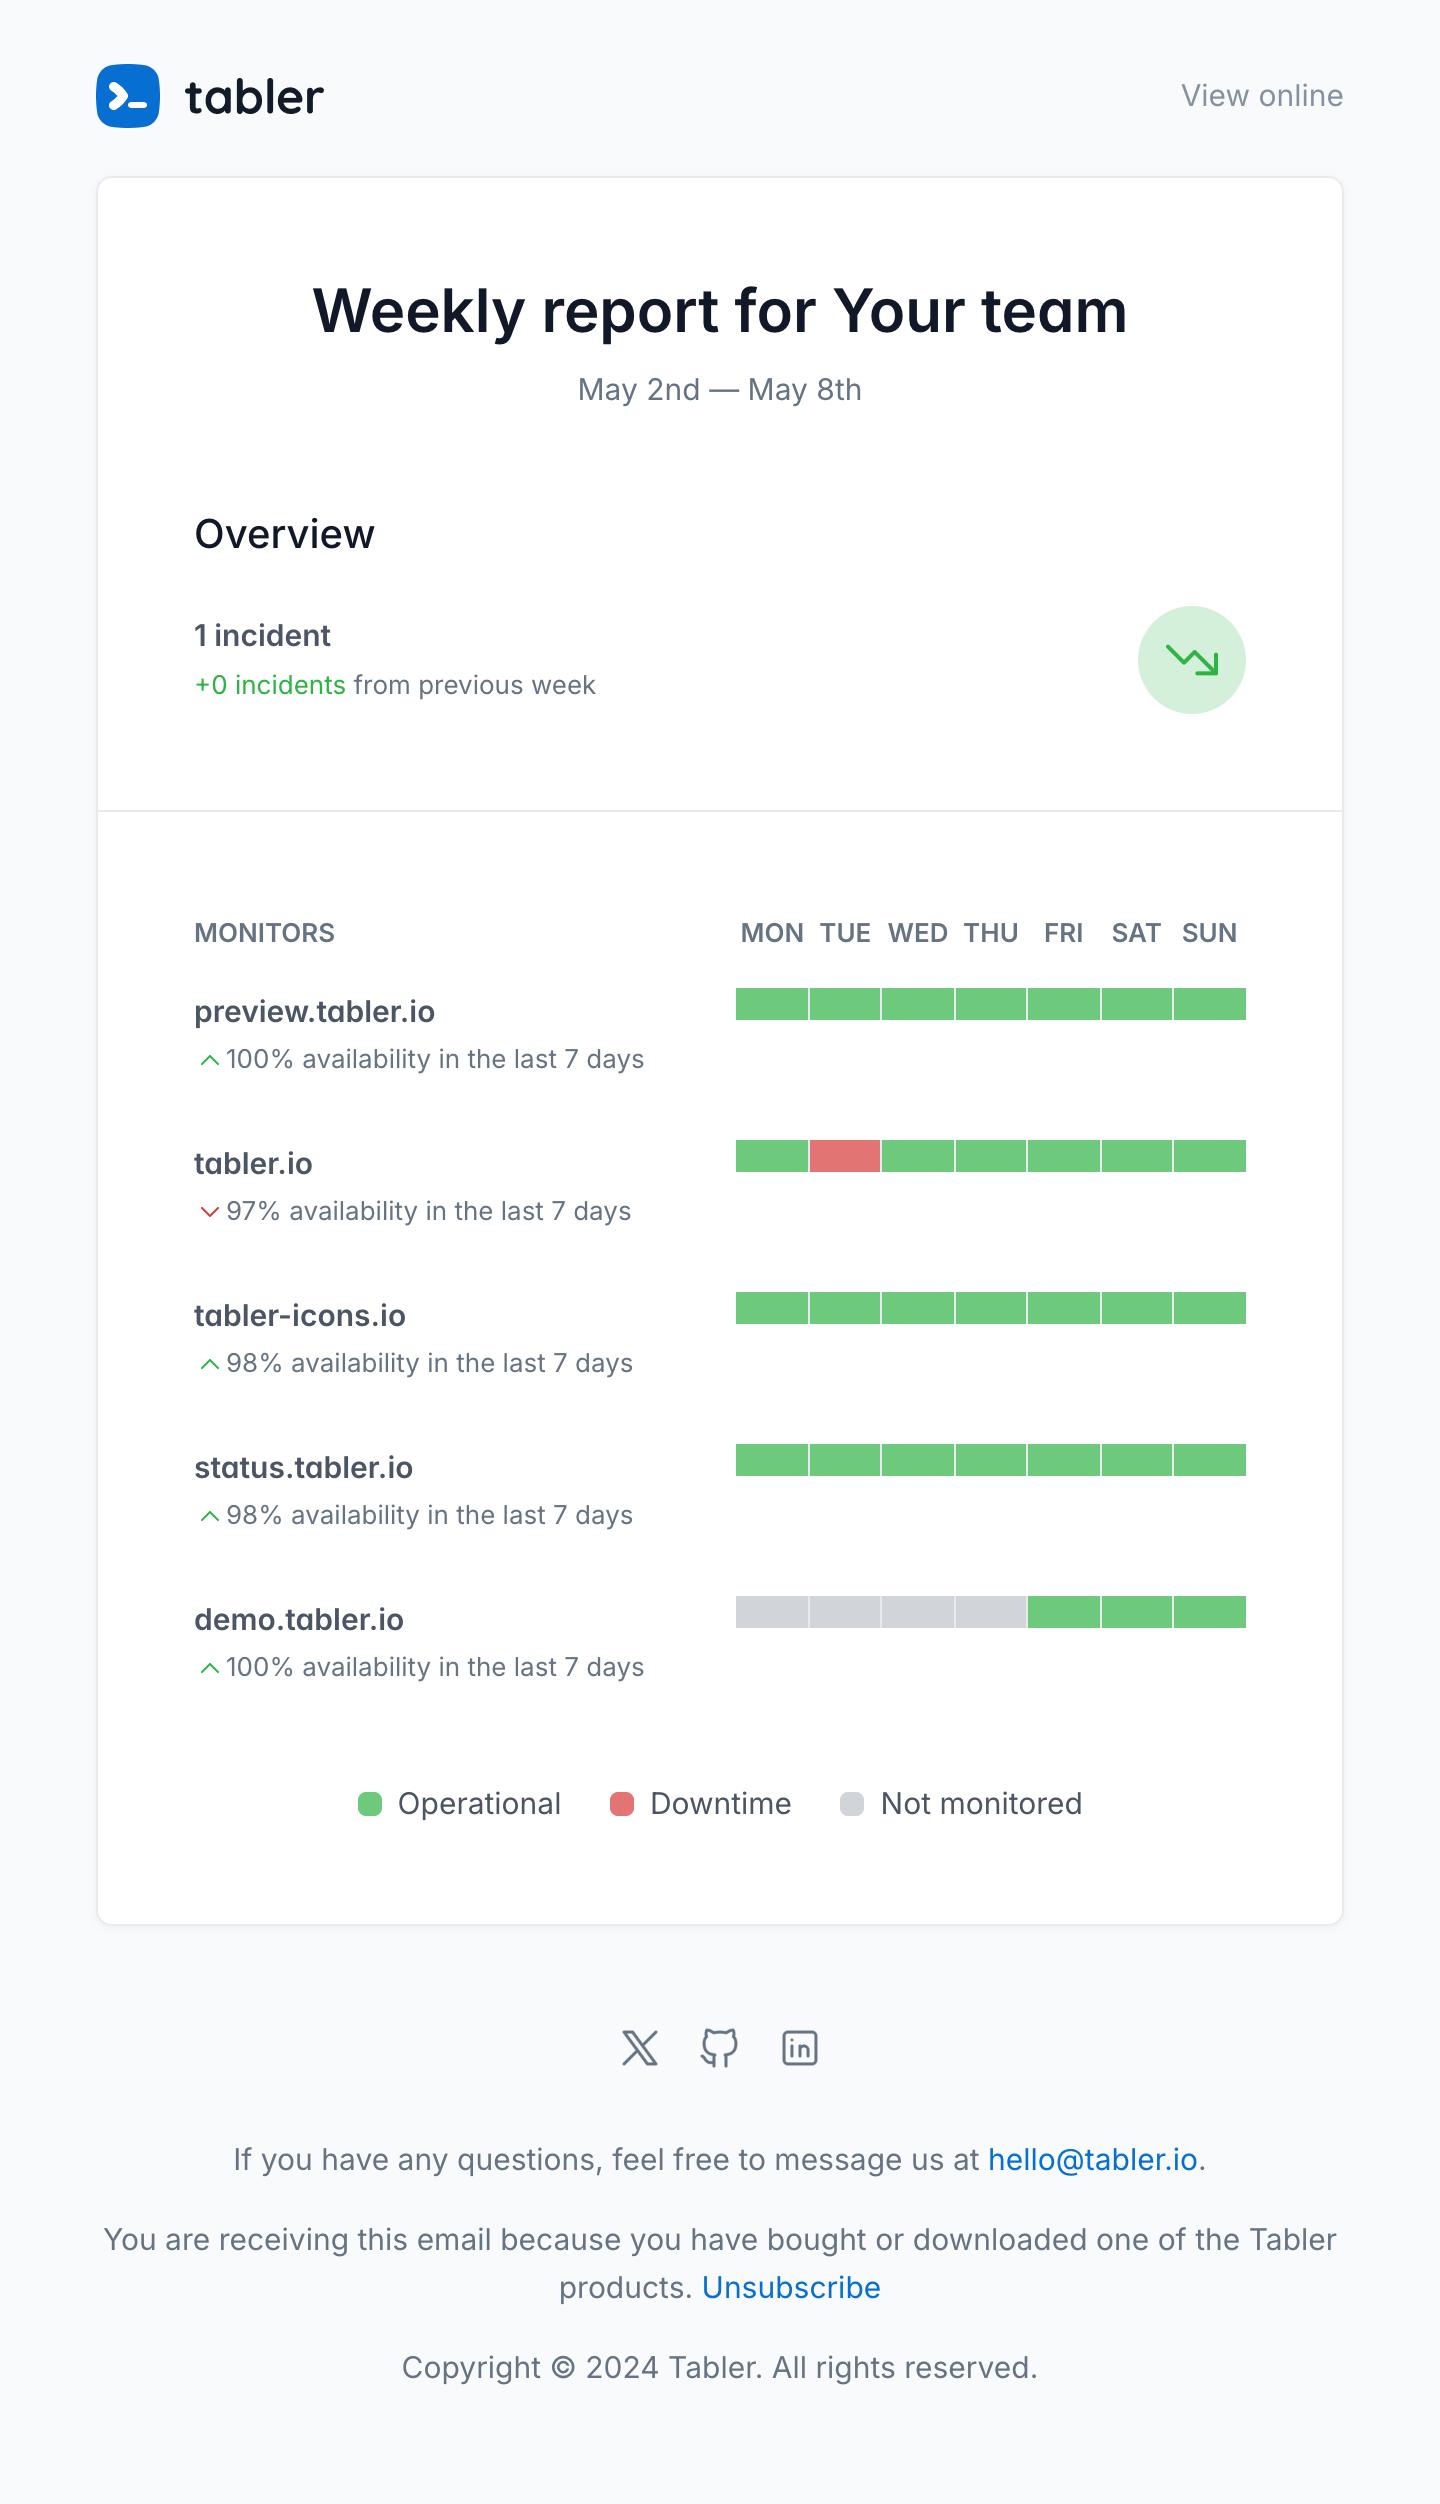 tabler
View online
Weekly report for Your team
May 2nd — May 8th
Overview
1 incident
+0 incidents from previous week
MONITORS MON TUE WED THU FRI SAT SUN
preview.tabler.io
100% availability in the last 7 days
tabler.io
97% availability in the last 7 days
tabler-icons.io
98% availability in the last 7 days
status.tabler.io
98% availability in the last 7 days
demo.tabler.io
100% availability in the last 7 days
Operational Downtime Not monitored
If you have any questions, feel free to message us at hello@tabler.io.
You are receiving this email because you have bought or downloaded one of the Tabler
products. Unsubscribe
Copyright © 2024 Tabler. All rights reserved.